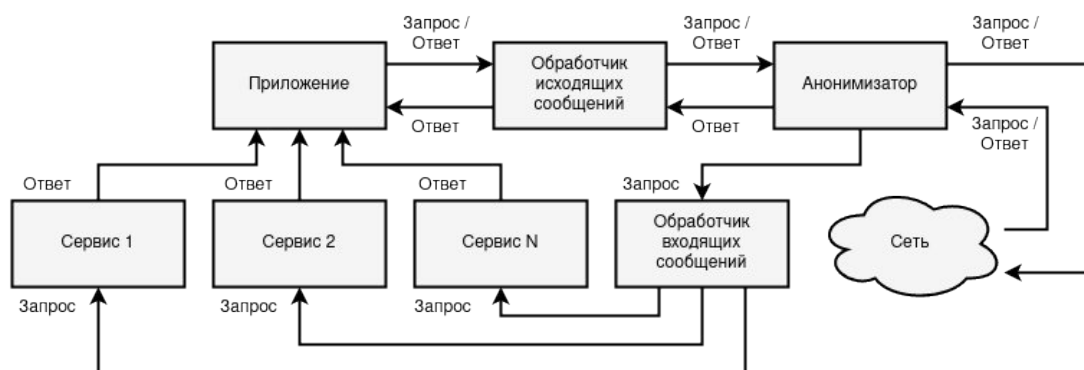 Запрос /
Ответ
Запрос /
Ответ
Запрос /
Ответ
Приложение
Обработчик
исходящих
сообщений
Анонимизатор
Ответ
Ответ
Запрос /
Ответ
Ответ
Ответ
Ответ
Запрос
Сервис 1
Сервис 2
Сервис N
Обработчик
входящих
сообщений
Сеть
Запрос
Запрос
Запрос